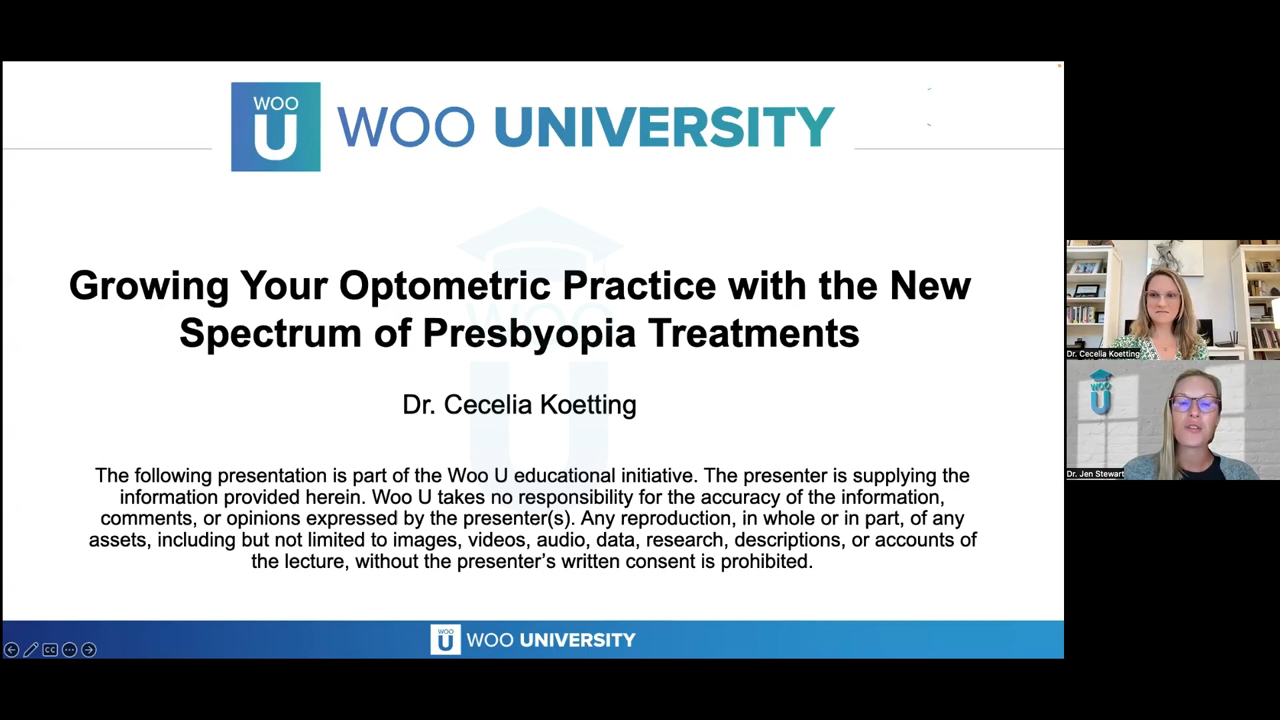 WOO
U
WOO UNIVERSITY
Growing Your Optometric Practice with the New
Spectrum of Presbyopia Treatments
Dr. Cecelia Koetting
The following presentation is part of the Woo U educational initiative. The presenter is supplying the
information provided herein. Woo U takes no responsibility for the accuracy of the information,
comments, or opinions expressed by the presenter(s). Any reproduction, in whole or in part, of any
assets, including but not limited to images, videos, audio, data, research, descriptions, or accounts of
the lecture, without the presenter's written consent is prohibited.
CC
WOO
U
WOO UNIVERSITY
Dr. Cecelia Koetting
WOO
U
Dr. Jen Stewart